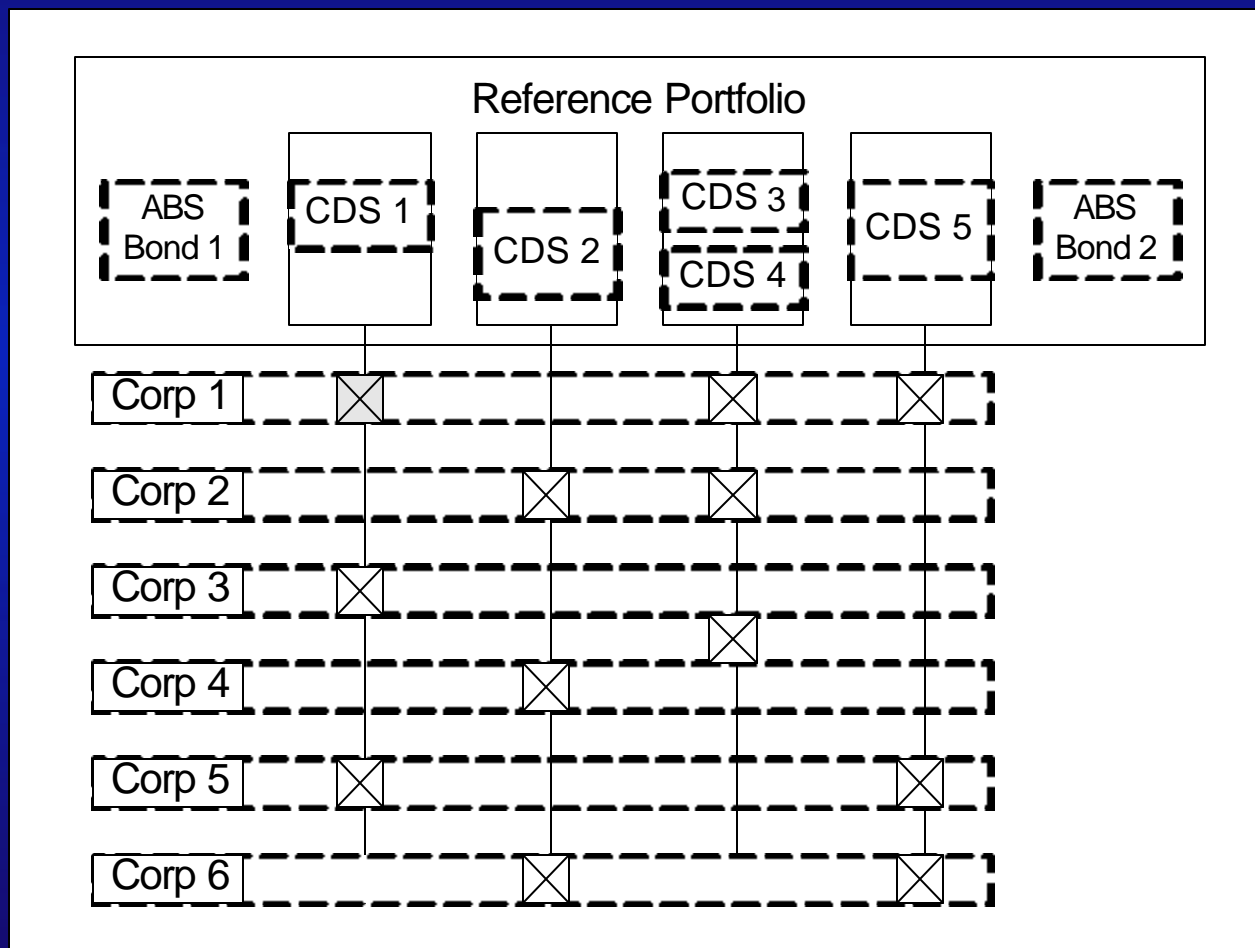 Reference Portfolio
ABS
Bond 1
CDS 1
CDS 2
CDS 3
CDS 4
CDS 5
ABS
Bond 2
Corp 1
Corp 2
Corp 3
Corp 4
Corp 5
Corp 6